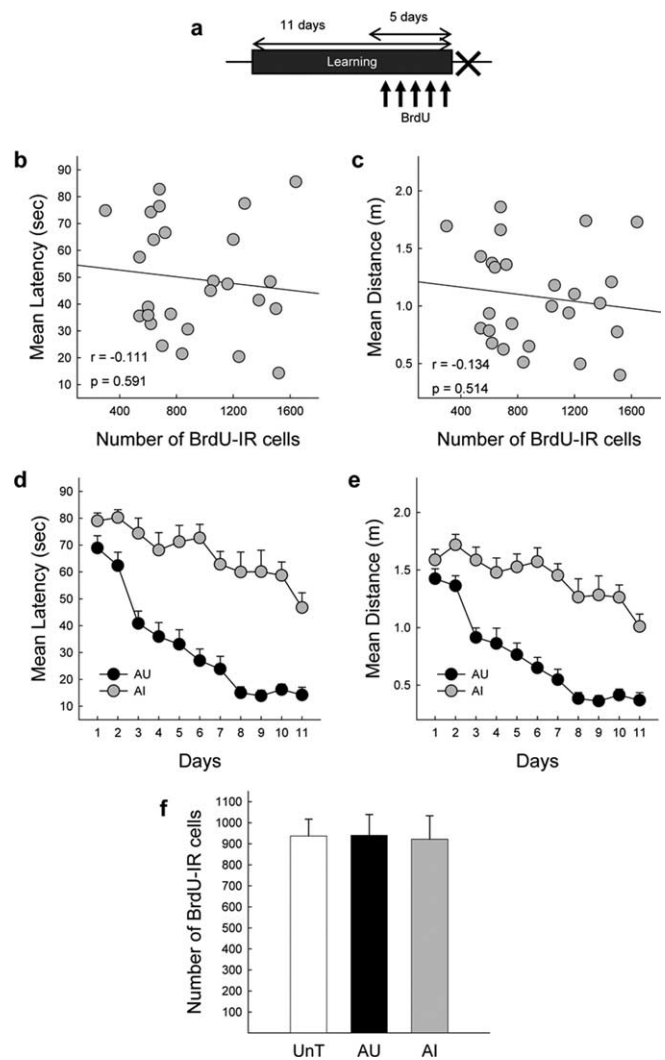 a
5 days
11 days
Learning
BrdU
b
Mean Latency (sec)
90
80
70
60
50
40
30
20
10
r = -0.111
p = 0.591
400 800 1200 1600
Number of BrdU-IR cells
c
Mean Distance (m)
2.0
1.5
1.0
0.5
r = -0.134
p = 0.514
400 800 1200 1600
Number of BrdU-IR cells
d
Mean Latency (sec)
90
80
70
60
50
40
30
20
10
AU
AI
1 2 3 4 5 6 7 8 9 10 11
Days
e
Mean Distance (m)
2.0
1.5
1.0
0.5
AU
AI
1 2 3 4 5 6 7 8 9 10 11
Days
f
Number of BrdU-IR cells
1100
1000
900
800
700
600
500
400
300
200
100
UnT AU AI